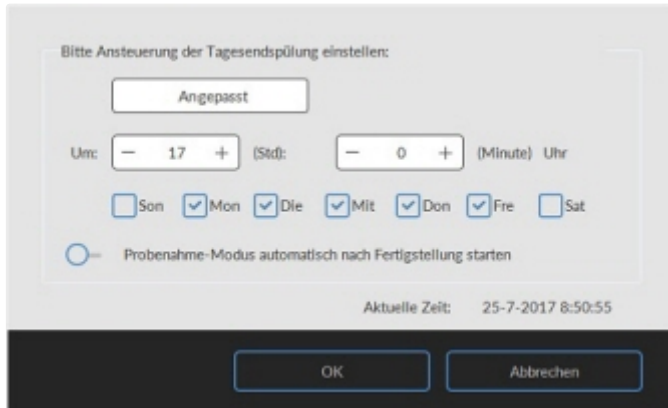 Bitte Ansteuerung der Tagesendspülung einstellen:
Angepasst
Um: − 17 + (Std): − 0 + (Minute) Uhr
Son Mon Die Mit Don Fre Sat
Probenahme-Modus automatisch nach Fertigstellung starten
Aktuelle Zeit: 25-7-2017 8:50:55
OK Abbrechen